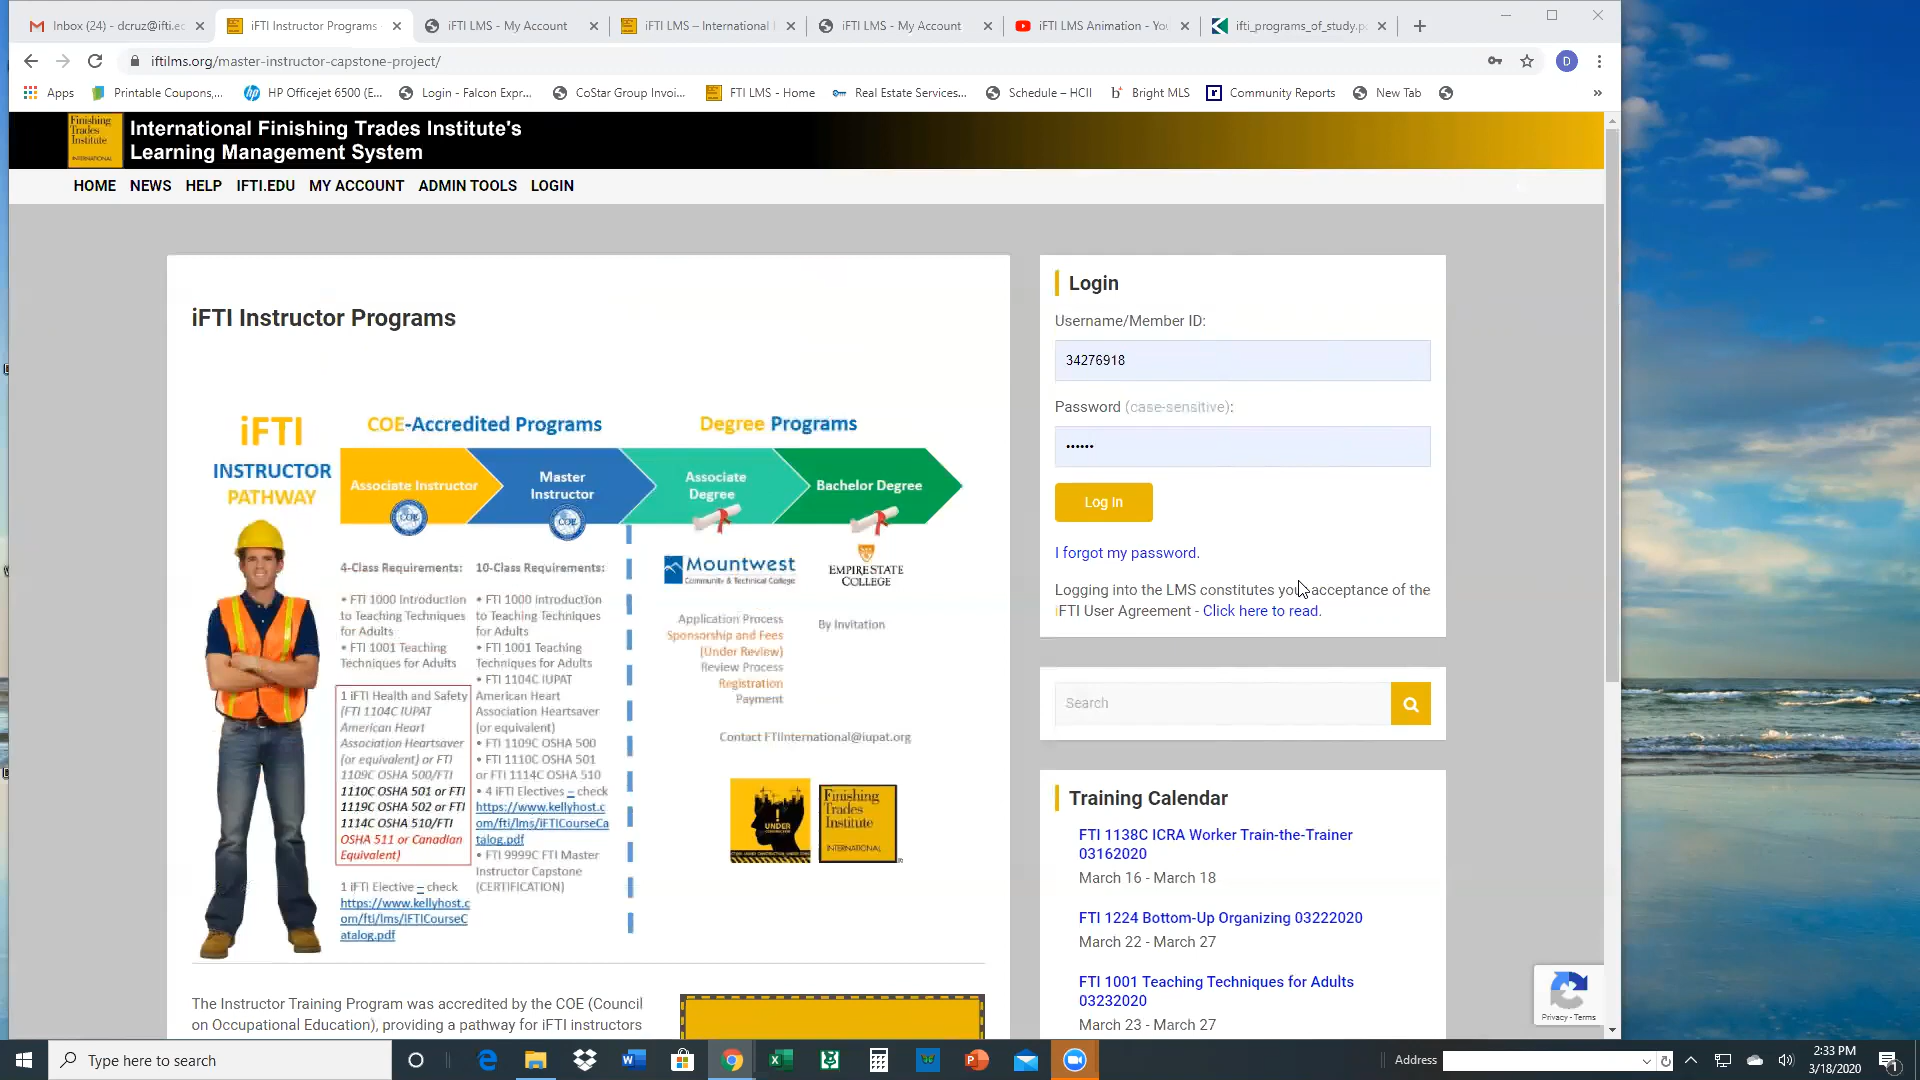 Inbox (24) - dcruz@ifti.ed
iFTI Instructor Programs
iFTI LMS - My Account
iFTI LMS – International
iFTI LMS - My Account
iFTI LMS Animation - You
ifti_programs_of_study.p
iftilms.org/master-instructor-capstone-project/
D
Apps
Printable Coupons,...
HP Officejet 6500 (E...
Login - Falcon Expr...
CoStar Group Invoi...
FTI LMS - Home
Real Estate Services...
Schedule – HCII
Bright MLS
Community Reports
New Tab
Finishing
Trades
Institute
INTERNATIONAL
International Finishing Trades Institute's
Learning Management System
HOME NEWS HELP IFTI.EDU MY ACCOUNT ADMIN TOOLS LOGIN
iFTI Instructor Programs
iFTI
INSTRUCTOR
PATHWAY
COE-Accredited Programs
Degree Programs
Associate Instructor
Master
Instructor
Associate
Degree
Bachelor Degree
COE
COE
4-Class Requirements:
• FTI 1000 Introduction
to Teaching Techniques
for Adults
• FTI 1001 Teaching
Techniques for Adults
1 iFTI Health and Safety
(FTI 1104C IUPAT
American Heart
Association Heartsaver
(or equivalent) or FTI
1109C OSHA 500/FTI
1110C OSHA 501 or FTI
1119C OSHA 502 or FTI
1114C OSHA 510/FTI
OSHA 511 or Canadian
Equivalent)
1 iFTI Elective – check
https://www.kellyhost.c
om/fti/lms/iFTICourseC
atalog.pdf
10-Class Requirements:
• FTI 1000 Introduction
to Teaching Techniques
for Adults
• FTI 1001 Teaching
Techniques for Adults
• FTI 1104C IUPAT
American Heart
Association Heartsaver
(or equivalent)
• FTI 1109C OSHA 500
• FTI 1110C OSHA 501
or FTI 1114C OSHA 510
• 4 iFTI Electives – check
https://www.kellyhost.c
om/fti/lms/iFTICourseCa
talog.pdf
• FTI 9999C FTI Master
Instructor Capstone
(CERTIFICATION)
Mountwest
Community & Technical College
EMPIRE STATE
COLLEGE
Application Process
Sponsorship and Fees
(Under Review)
Review Process
Registration
Payment
By Invitation
Contact FTIInternational@iupat.org
UNDER
Finishing
Trades
Institute
INTERNATIONAL
The Instructor Training Program was accredited by the COE (Council
on Occupational Education), providing a pathway for iFTI instructors
Login
Username/Member ID:
34276918
Password (case-sensitive):
••••••
Log In
I forgot my password.
Logging into the LMS constitutes your acceptance of the
iFTI User Agreement - Click here to read.
Search
Training Calendar
FTI 1138C ICRA Worker Train-the-Trainer
03162020
March 16 - March 18
FTI 1224 Bottom-Up Organizing 03222020
March 22 - March 27
FTI 1001 Teaching Techniques for Adults
03232020
March 23 - March 27
Privacy - Terms
Type here to search
Address
2:33 PM
3/18/2020
1